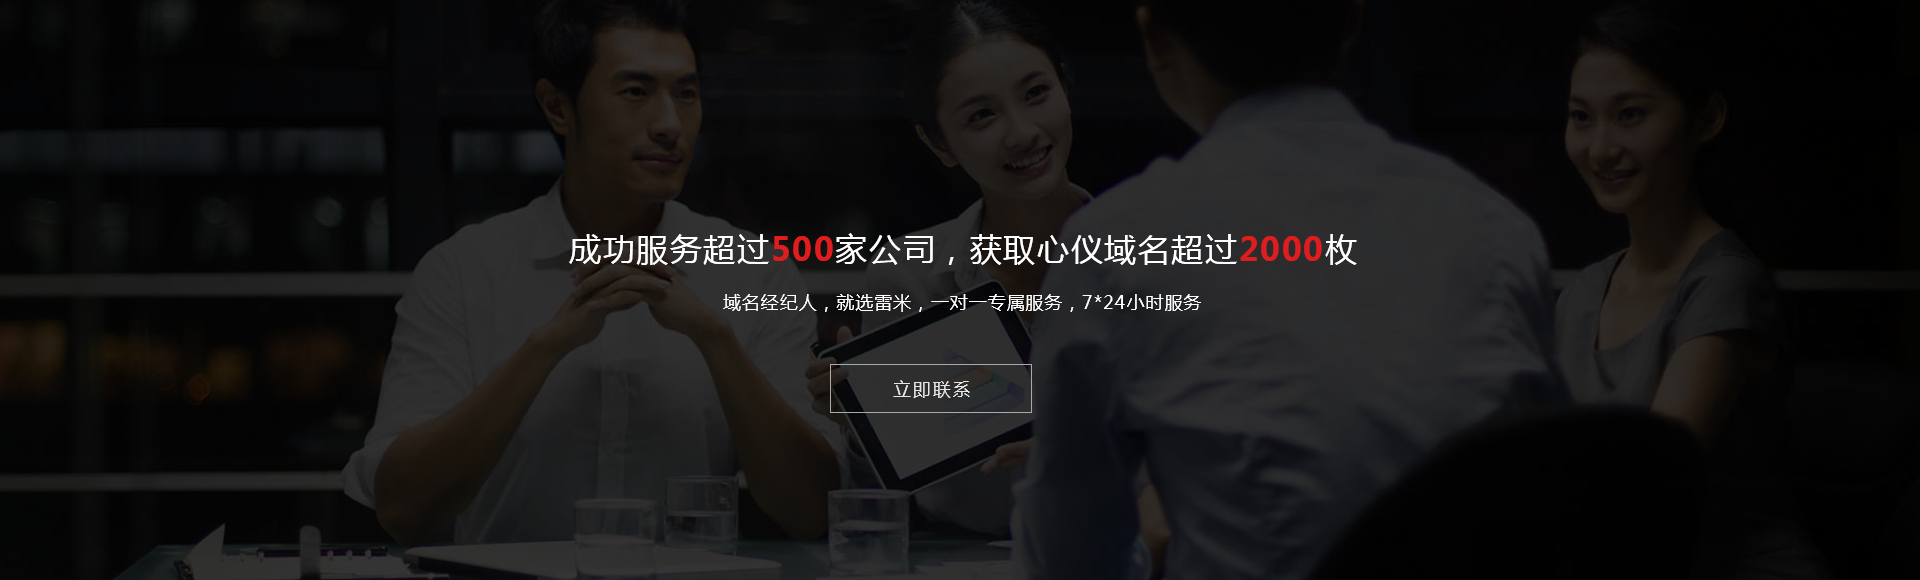 成功服务超过500家公司，获取心仪域名超过2000枚
域名经纪人，就选雷米，一对一专属服务，7*24小时服务
立即联系